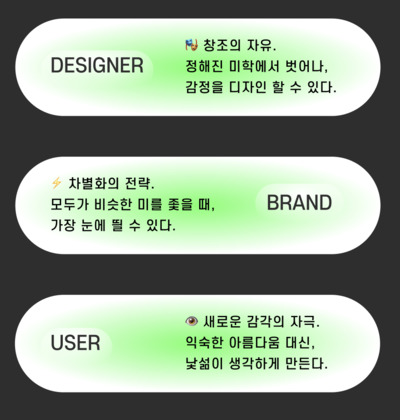 DESIGNER
🎨 창조의 자유.
정해진 미학에서 벗어나,
감정을 디자인 할 수 있다.
⚡ 차별화의 전략.
모두가 비슷한 미를 좇을 때,
가장 눈에 띌 수 있다.
BRAND
USER
👁️ 새로운 감각의 자극.
익숙한 아름다움 대신,
낯섦이 생각하게 만든다.